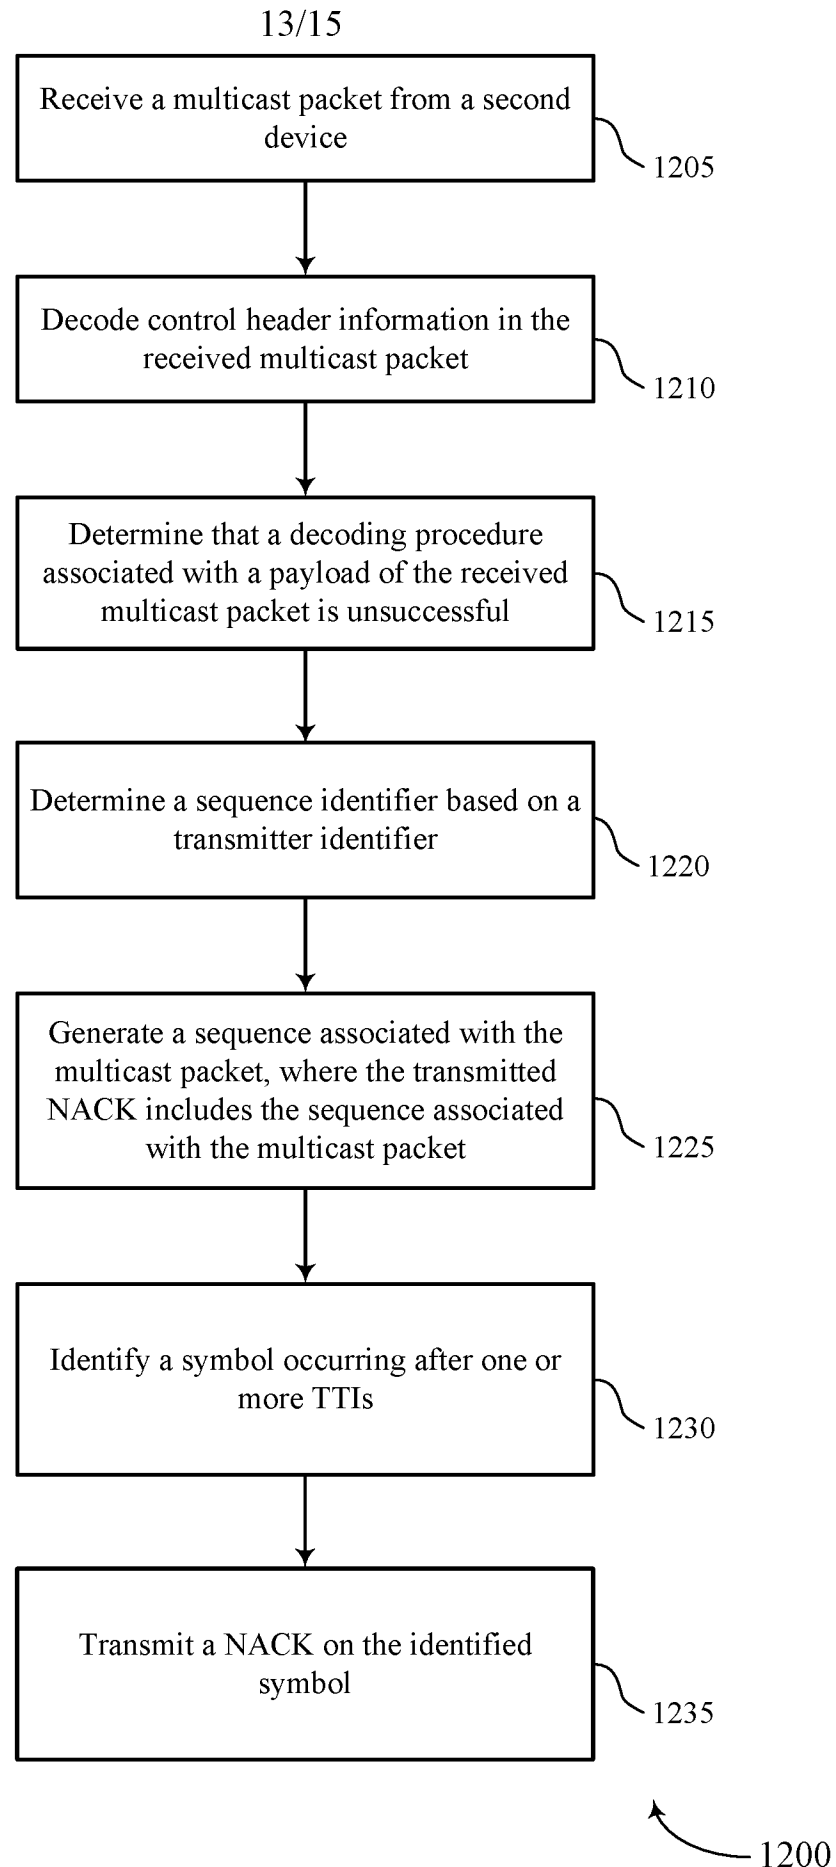 13/15
Receive a multicast packet from a second
device
1205
Decode control header information in the
received multicast packet
1210
Determine that a decoding procedure
associated with a payload of the received
multicast packet is unsuccessful
1215
Determine a sequence identifier based on a
transmitter identifier
1220
Generate a sequence associated with the
multicast packet, where the transmitted
NACK includes the sequence associated
with the multicast packet
1225
Identify a symbol occurring after one or
more TTIs
1230
Transmit a NACK on the identified
symbol
1235
1200